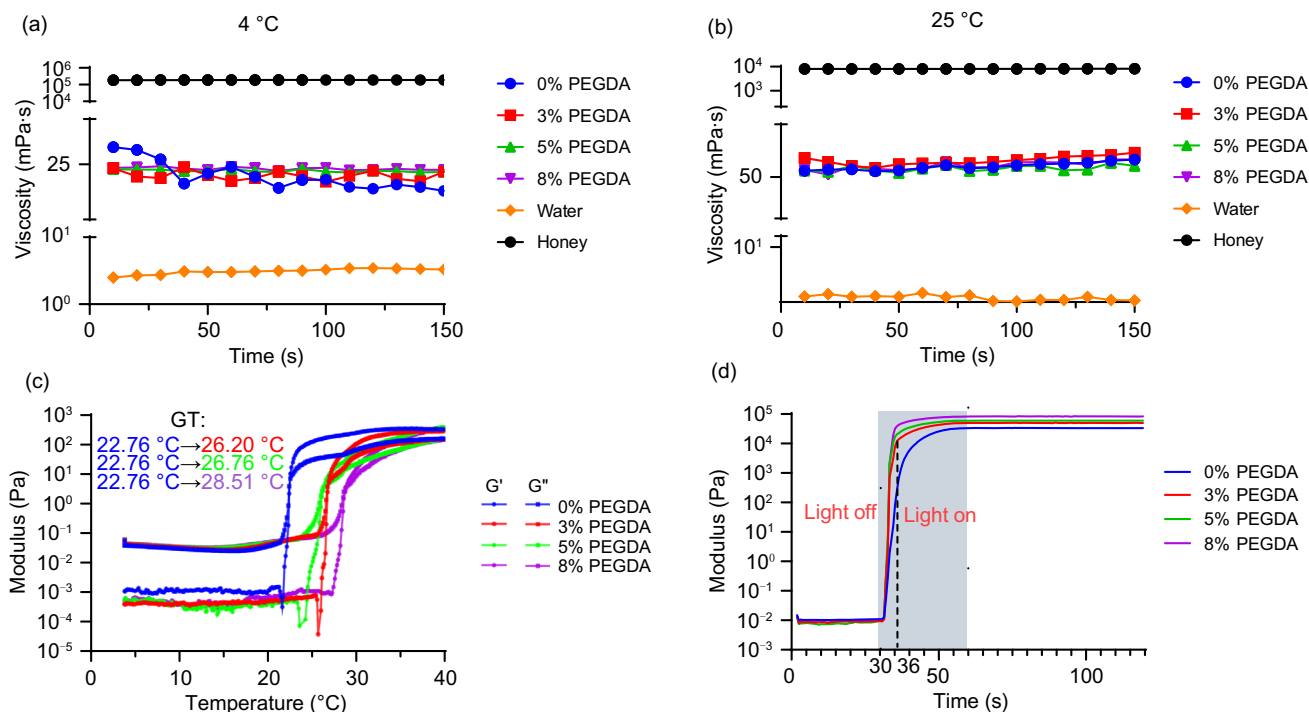 (a)
4 °C
Viscosity (mPa·s)
10⁶
10⁵
10⁴
25
10¹
10⁰
0
50
100
150
Time (s)
0% PEGDA
3% PEGDA
5% PEGDA
8% PEGDA
Water
Honey
(b)
25 °C
Viscosity (mPa·s)
10⁴
10³
50
10¹
0
50
100
150
Time (s)
0% PEGDA
3% PEGDA
5% PEGDA
8% PEGDA
Water
Honey
(c)
Modulus (Pa)
10³
10²
10¹
10⁰
10⁻¹
10⁻²
10⁻³
10⁻⁴
10⁻⁵
GT:
22.76 °C→26.20 °C
22.76 °C→26.76 °C
22.76 °C→28.51 °C
0
10
20
30
40
Temperature (°C)
G' G"
0% PEGDA
3% PEGDA
5% PEGDA
8% PEGDA
(d)
Modulus (Pa)
10⁵
10⁴
10³
10²
10¹
10⁰
10⁻¹
10⁻²
10⁻³
Light off
Light on
0
30
36
50
100
Time (s)
0% PEGDA
3% PEGDA
5% PEGDA
8% PEGDA